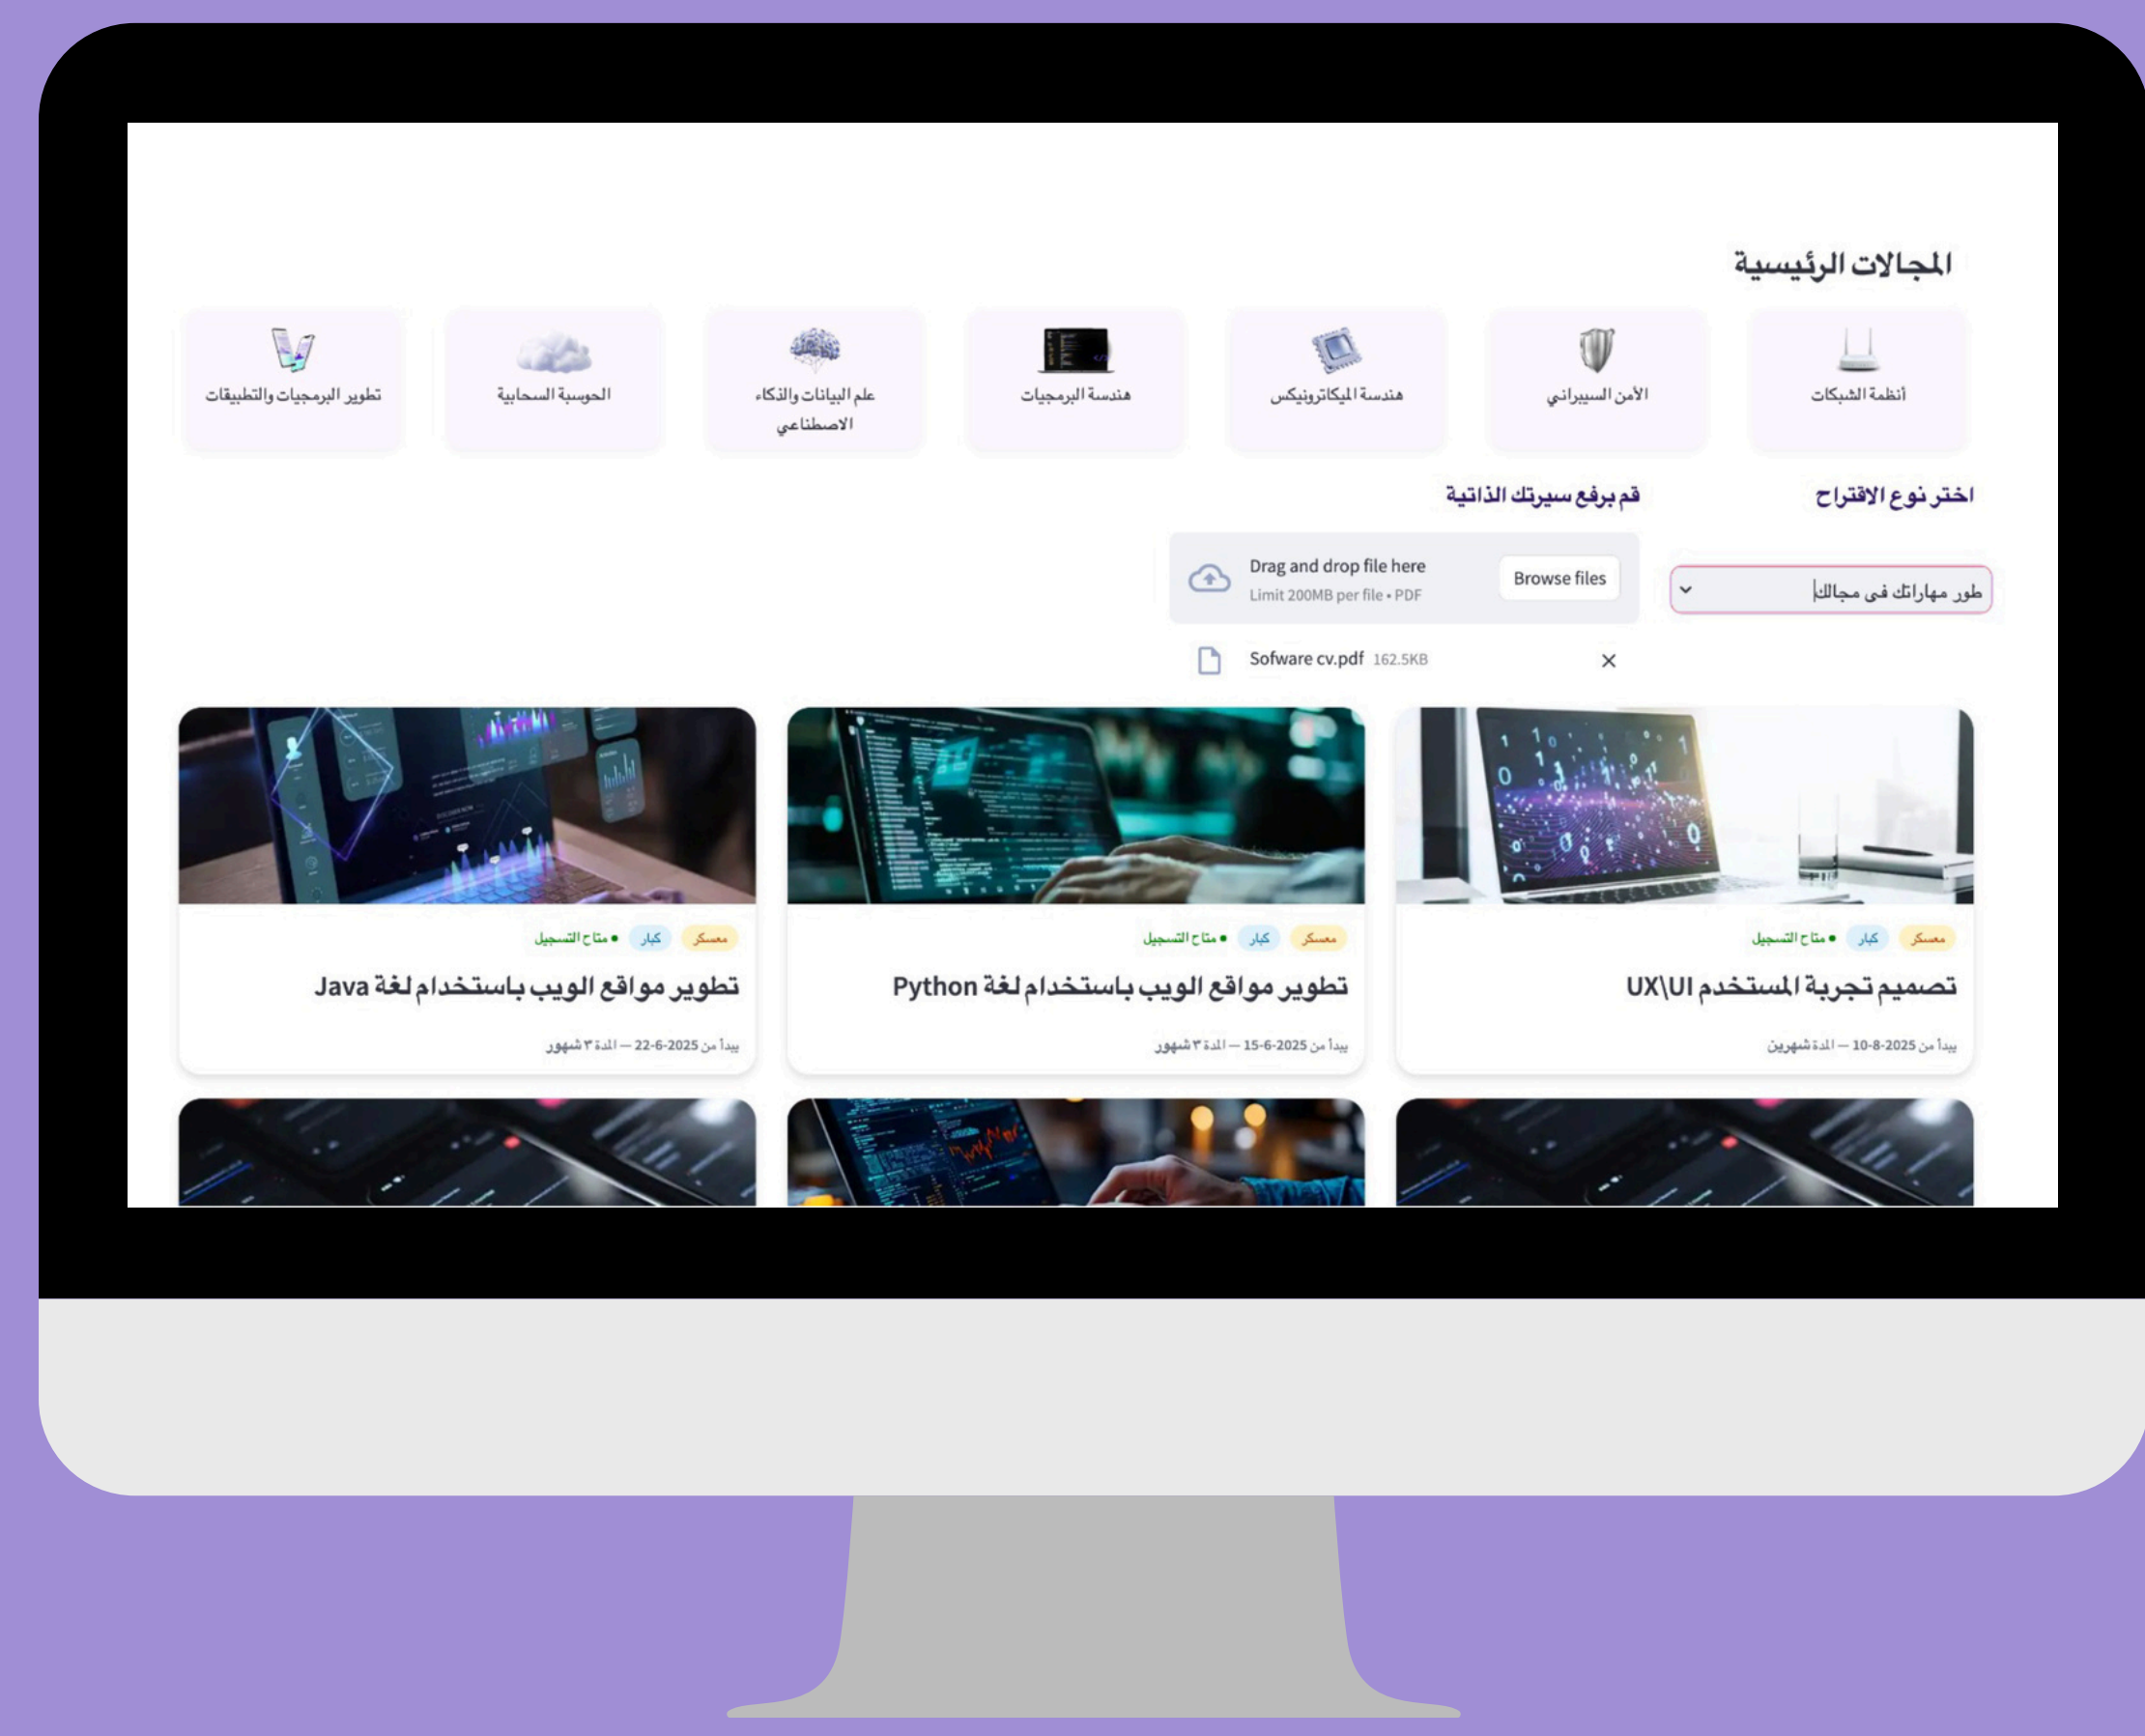 المجالات الرئيسية
أنظمة الشبكات
الأمن السيبراني
هندسة الميكاترونيكس
هندسة البرمجيات
علم البيانات والذكاء
الاصطناعي
الحوسبة السحابية
تطوير البرمجيات والتطبيقات
اختر نوع الاقتراح
طور مهاراتك في مجالك
قم برفع سيرتك الذاتية
Drag and drop file here
Limit 200MB per file • PDF
Browse files
Sofware cv.pdf 162.5KB
معسكر كبار • متاح التسجيل
تصميم تجربة المستخدم UX\UI
يبدأ من 2025-8-10 — المدة شهرين
معسكر كبار • متاح التسجيل
تطوير مواقع الويب باستخدام لغة Python
يبدأ من 2025-6-15 — المدة ٣ شهور
معسكر كبار • متاح التسجيل
تطوير مواقع الويب باستخدام لغة Java
يبدأ من 2025-6-22 — المدة ٣ شهور